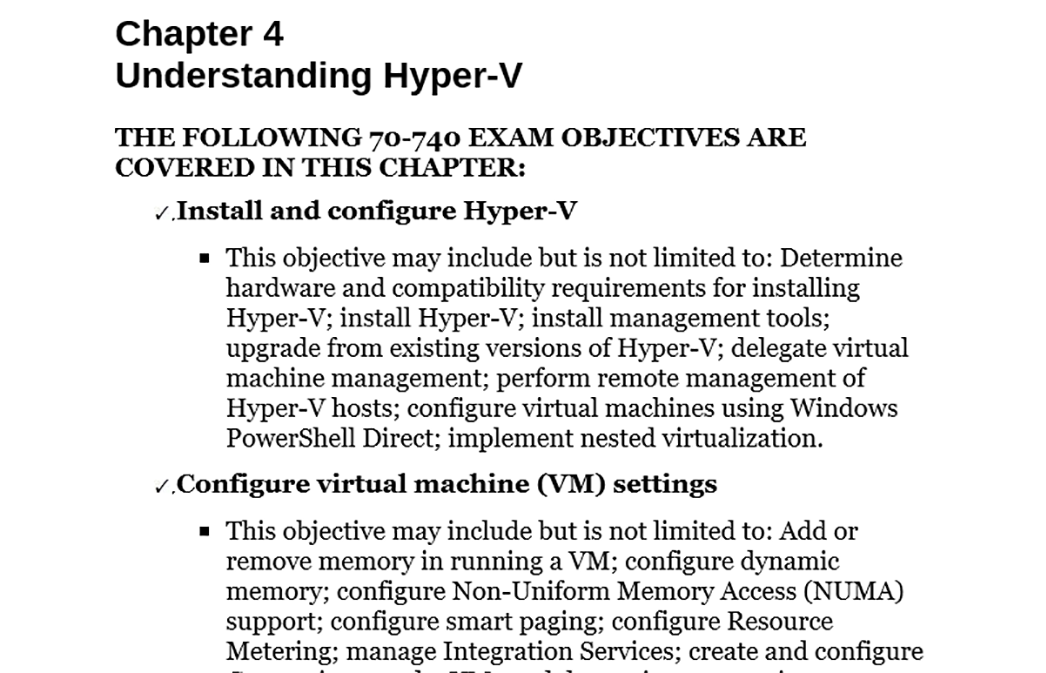 Chapter 4
Understanding Hyper-V
THE FOLLOWING 70-740 EXAM OBJECTIVES ARE
COVERED IN THIS CHAPTER:
✓.Install and configure Hyper-V
▪ This objective may include but is not limited to: Determine
hardware and compatibility requirements for installing
Hyper-V; install Hyper-V; install management tools;
upgrade from existing versions of Hyper-V; delegate virtual
machine management; perform remote management of
Hyper-V hosts; configure virtual machines using Windows
PowerShell Direct; implement nested virtualization.
✓.Configure virtual machine (VM) settings
▪ This objective may include but is not limited to: Add or
remove memory in running a VM; configure dynamic
memory; configure Non-Uniform Memory Access (NUMA)
support; configure smart paging; configure Resource
Metering; manage Integration Services; create and configure